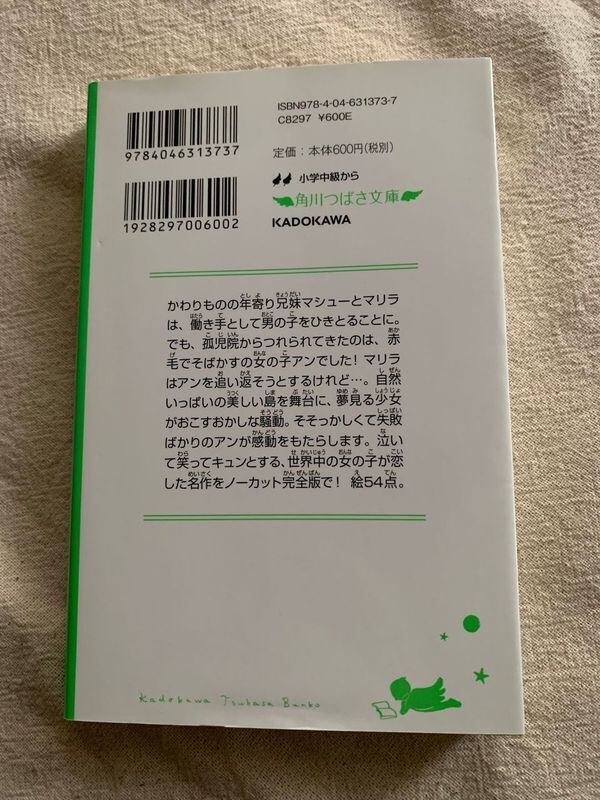 9784046313737
1928297006002
ISBN978-4-04-631373-7
C8297 ¥600E
定価：本体600円（税別）
小学中級から
角川つばさ文庫
KADOKAWA
かわりものの年寄り兄妹マシューとマリラ
は、働き手として男の子をひきとることに。
でも、孤児院からつれられてきたのは、赤
毛でそばかすの女の子アンでした！ マリラ
はアンを追い返そうとするけれど…。自然
いっぱいの美しい島を舞台に、夢見る少女
がおこすおかしな騒動。そそっかしくて失敗
ばかりのアンが感動をもたらします。泣い
て笑ってキュンとする、世界中の女の子が恋
した名作をノーカット完全版で！ 絵54点。
Kadokawa Tsubasa Bunko